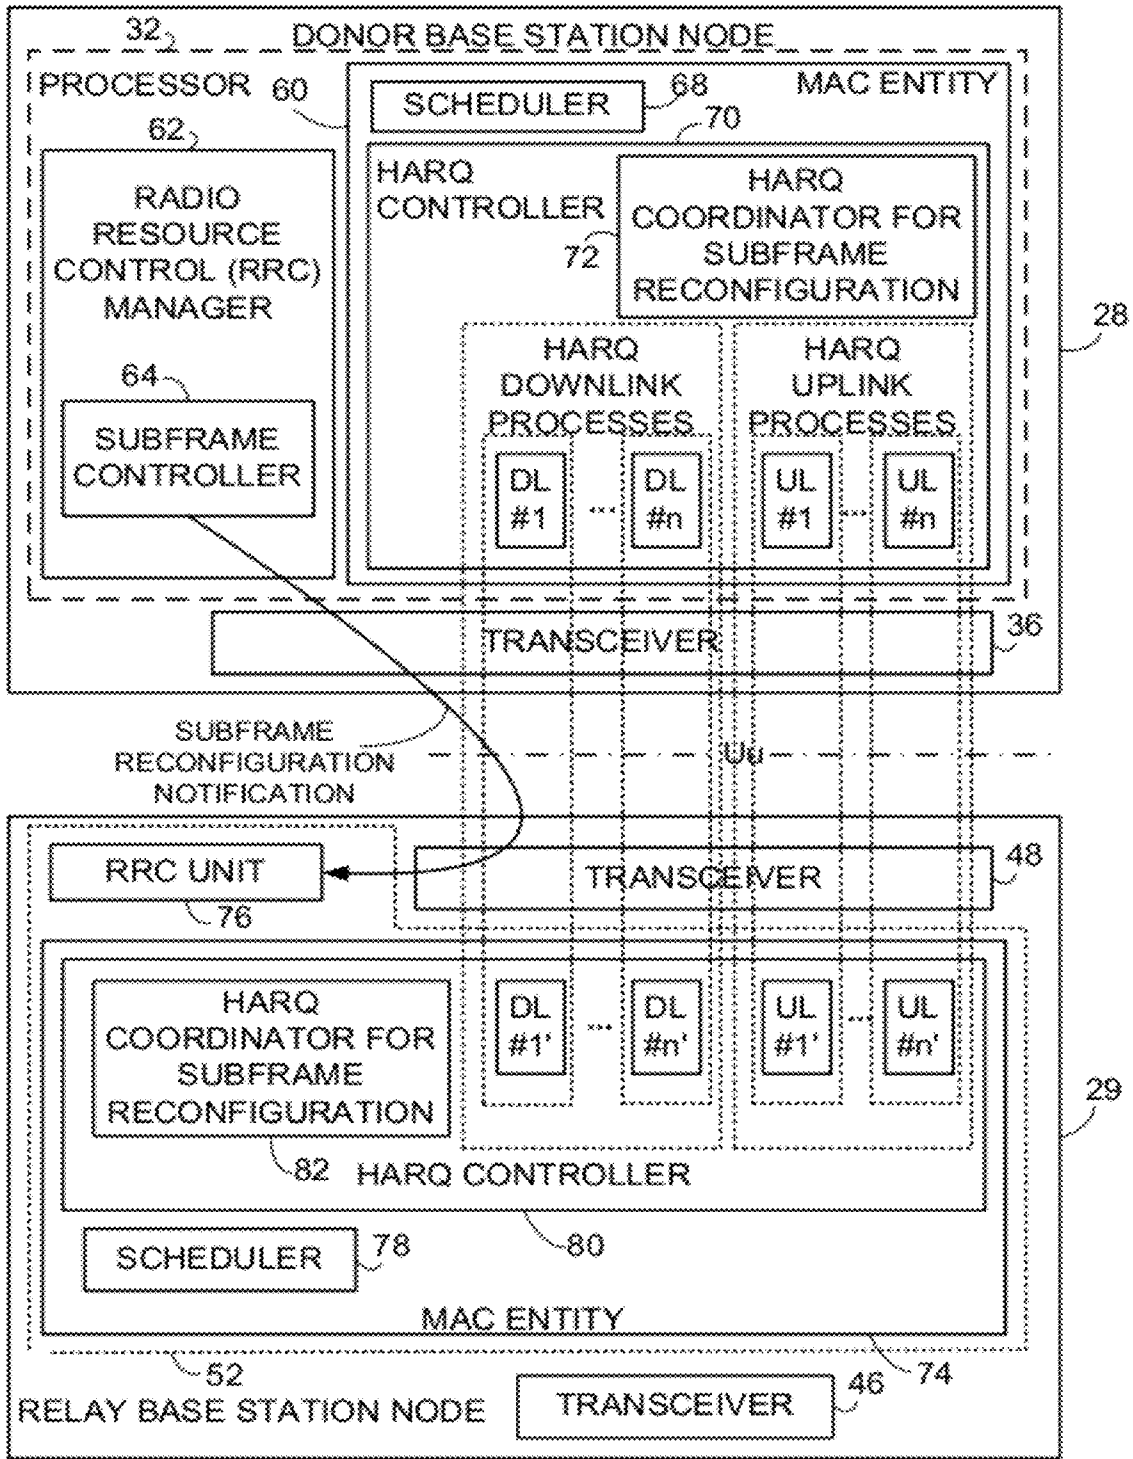 32
DONOR BASE STATION NODE
PROCESSOR
60
MAC ENTITY
SCHEDULER
68
62
70
HARQ
CONTROLLER
HARQ
COORDINATOR FOR
SUBFRAME
RECONFIGURATION
72
RADIO
RESOURCE
CONTROL (RRC)
MANAGER
28
64
SUBFRAME
CONTROLLER
HARQ
DOWNLINK
PROCESSES
HARQ
UPLINK
PROCESSES
DL
#1
...
DL
#n
UL
#1
...
UL
#n
TRANSCEIVER
36
SUBFRAME
RECONFIGURATION
NOTIFICATION
Uu
RRC UNIT
76
TRANSCEIVER
48
HARQ
COORDINATOR FOR
SUBFRAME
RECONFIGURATION
82
DL
#1'
...
DL
#n'
UL
#1'
...
UL
#n'
29
HARQ CONTROLLER
80
SCHEDULER
78
MAC ENTITY
74
52
RELAY BASE STATION NODE
TRANSCEIVER
46